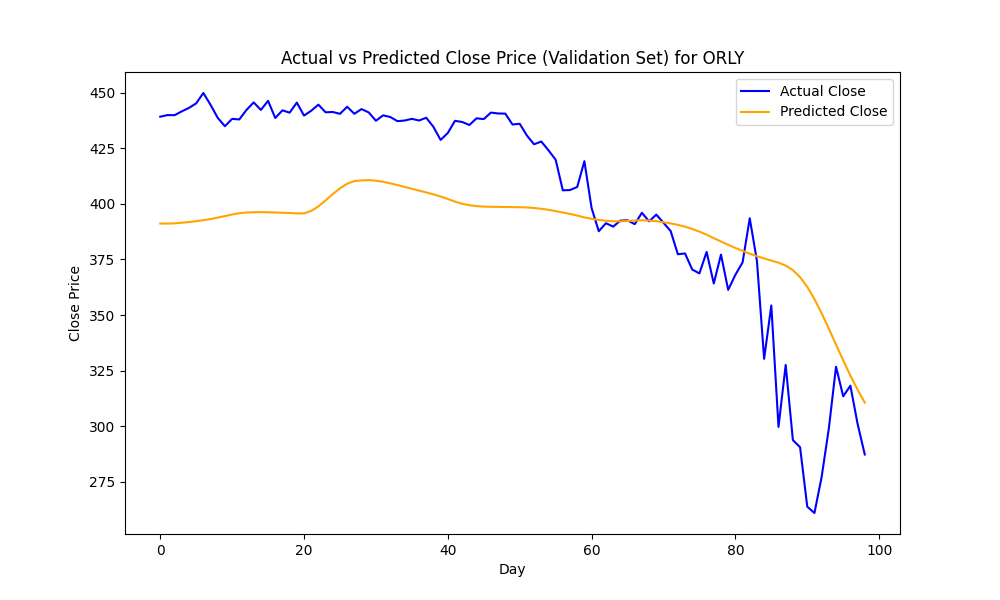 Actual vs Predicted Close Price (Validation Set) for ORLY
Actual Close
Predicted Close
Close Price
450
425
400
375
350
325
300
275
0 20 40 60 80 100
Day